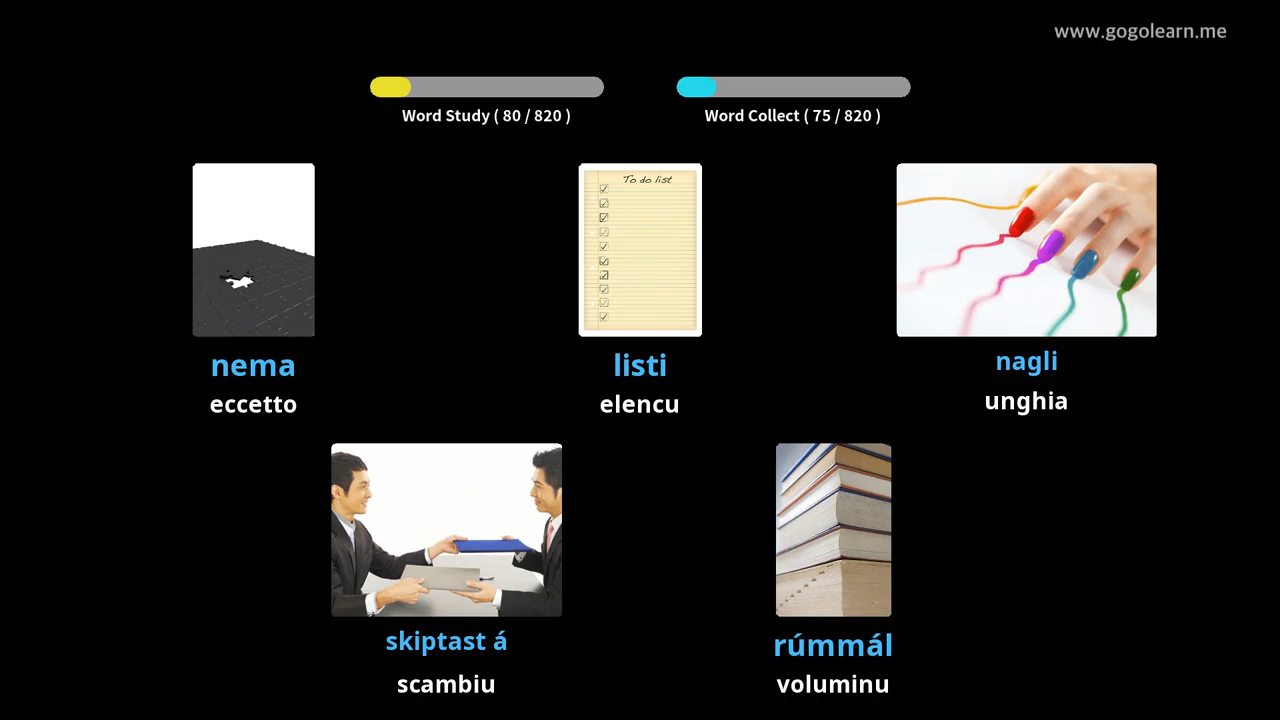 www.gogolearn.me
Word Study ( 80 / 820 )
Word Collect ( 75 / 820 )
To do list
nema
eccetto
listi
elencu
nagli
unghia
skiptast á
scambiu
rúmmál
voluminu